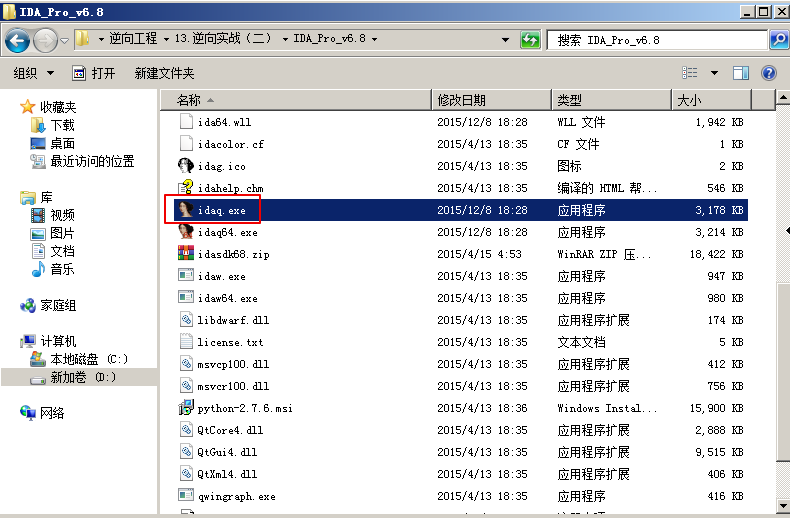 IDA_Pro_v6.8
逆向工程 13.逆向实战（二） IDA_Pro_v6.8 搜索 IDA_Pro_v6.8
组织 打开 新建文件夹
收藏夹
下载
桌面
最近访问的位置
库
视频
图片
文档
音乐
家庭组
计算机
本地磁盘 (C:)
新加卷 (D:)
网络
名称 修改日期 类型 大小
ida64.wll 2015/12/8 18:28 WLL 文件 1,942 KB
idacolor.cf 2015/4/13 18:35 CF 文件 1 KB
idag.ico 2015/4/13 18:35 图标 2 KB
idahelp.chm 2015/4/13 18:35 编译的 HTML 帮... 546 KB
idaq.exe 2015/12/8 18:28 应用程序 3,178 KB
idaq64.exe 2015/12/8 18:28 应用程序 3,214 KB
idasdk68.zip 2015/4/15 4:53 WinRAR ZIP 压... 18,422 KB
idaw.exe 2015/4/13 18:35 应用程序 947 KB
idaw64.exe 2015/4/13 18:35 应用程序 980 KB
libdwarf.dll 2015/4/13 18:35 应用程序扩展 174 KB
license.txt 2015/4/13 18:35 文本文档 5 KB
msvcp100.dll 2015/4/13 18:35 应用程序扩展 412 KB
msvcr100.dll 2015/4/13 18:35 应用程序扩展 756 KB
python-2.7.6.msi 2015/4/13 18:36 Windows Instal... 15,900 KB
QtCore4.dll 2015/4/13 18:35 应用程序扩展 2,888 KB
QtGui4.dll 2015/4/13 18:35 应用程序扩展 9,515 KB
QtXml4.dll 2015/4/13 18:35 应用程序扩展 406 KB
qwingraph.exe 2015/4/13 18:35 应用程序 416 KB